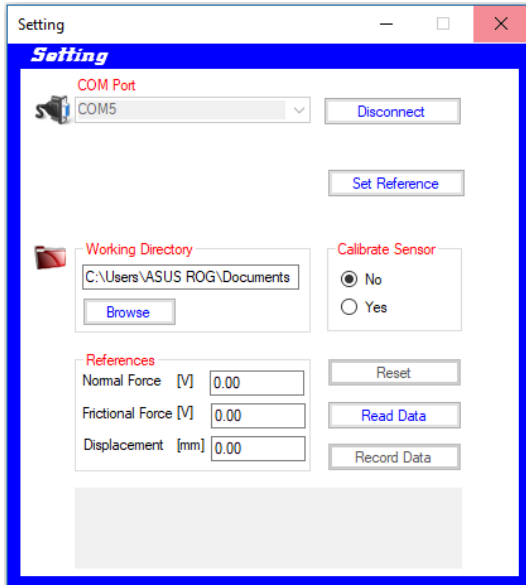 Setting
Setting
COM Port
COM5
Disconnect
Set Reference
Working Directory
C:\Users\ASUS ROG\Documents
Browse
Calibrate Sensor
No
Yes
References
Normal Force [V] 0.00
Frictional Force [V] 0.00
Displacement [mm] 0.00
Reset
Read Data
Record Data